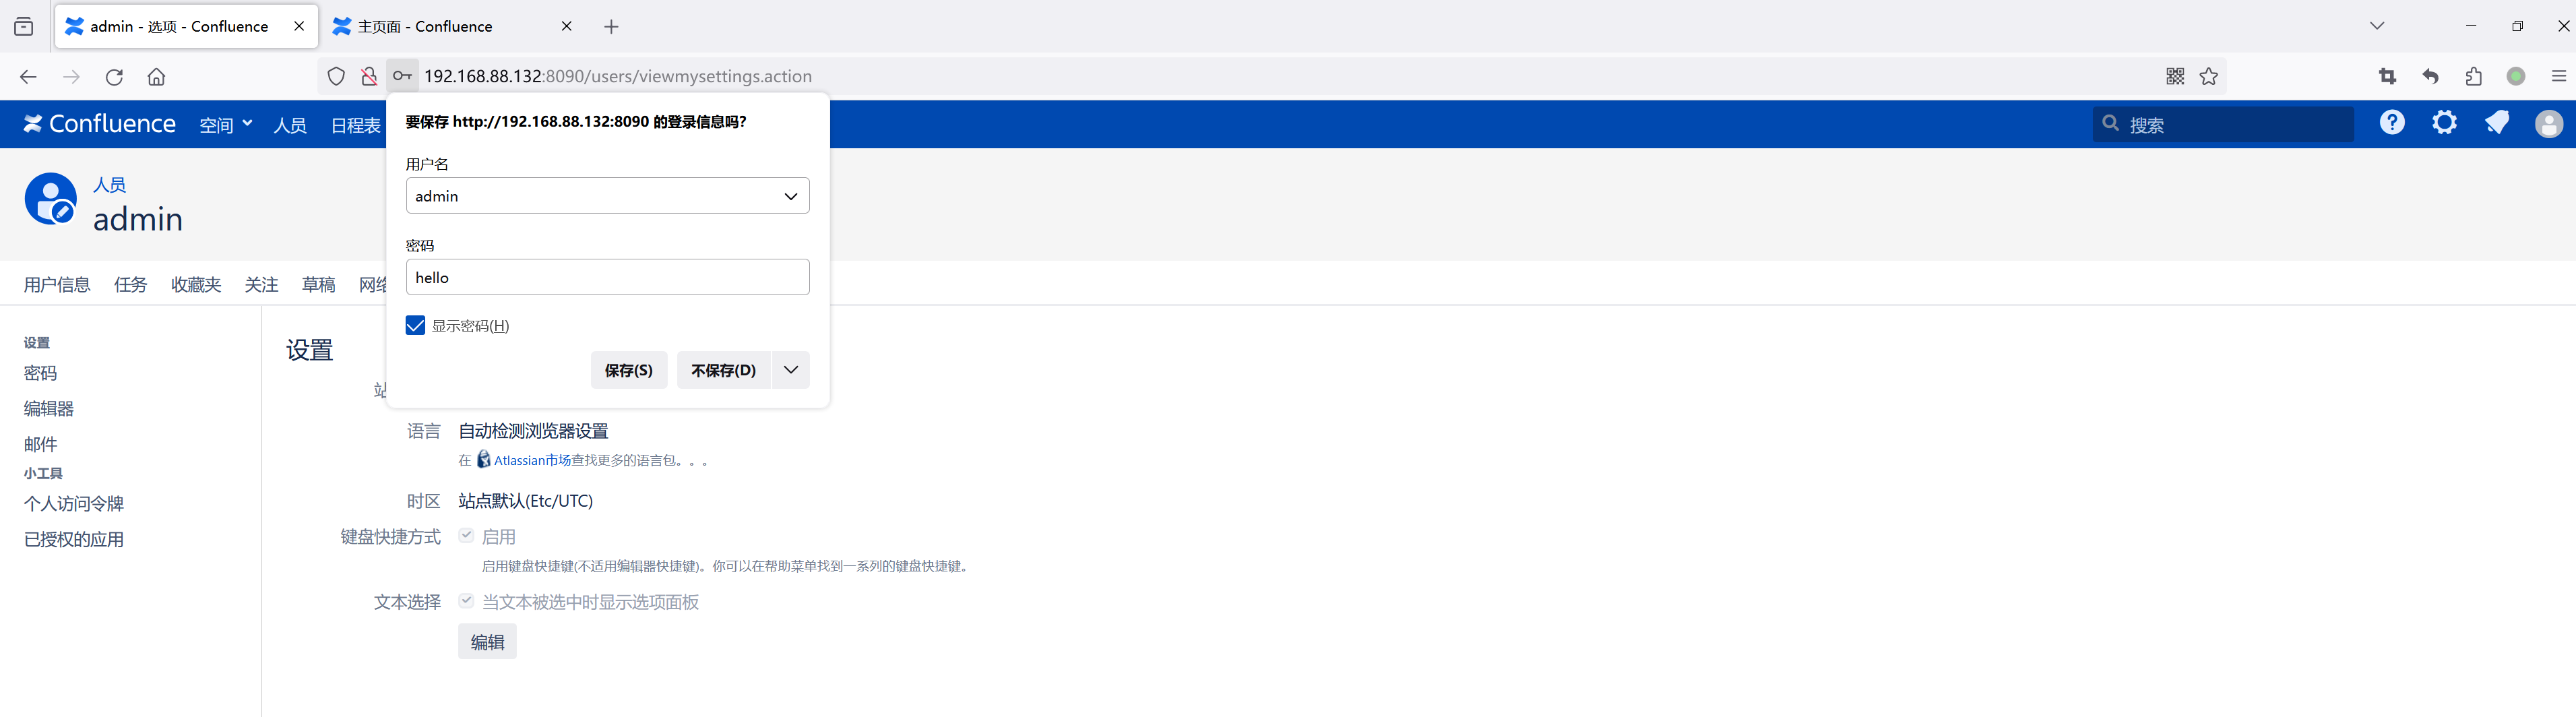 admin - 选项 - Confluence
主页面 - Confluence
192.168.88.132:8090/users/viewmysettings.action
Confluence 空间 人员 日程表
搜索
要保存 http://192.168.88.132:8090 的登录信息吗?
用户名
admin
密码
hello
显示密码(H)
保存(S) 不保存(D)
人员
admin
用户信息 任务 收藏夹 关注 草稿 网络
设置
密码
编辑器
邮件
小工具
个人访问令牌
已授权的应用
设置
站
语言 自动检测浏览器设置
在 Atlassian市场查找更多的语言包。。。
时区 站点默认(Etc/UTC)
键盘快捷方式 启用
启用键盘快捷键(不适用编辑器快捷键)。你可以在帮助菜单找到一系列的键盘快捷键。
文本选择 当文本被选中时显示选项面板
编辑